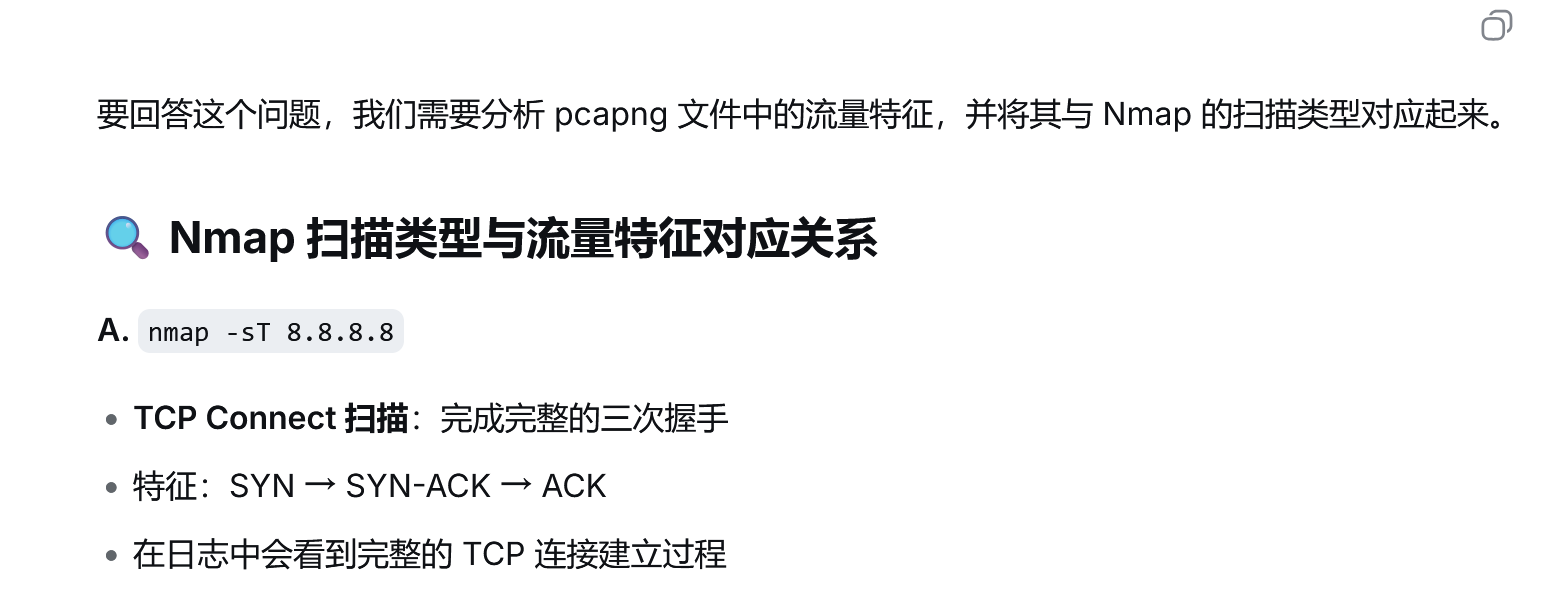 要回答这个问题，我们需要分析 pcapng 文件中的流量特征，并将其与 Nmap 的扫描类型对应起来。
🔍 Nmap 扫描类型与流量特征对应关系
A. nmap -sT 8.8.8.8
• TCP Connect 扫描：完成完整的三次握手
• 特征：SYN → SYN-ACK → ACK
• 在日志中会看到完整的 TCP 连接建立过程